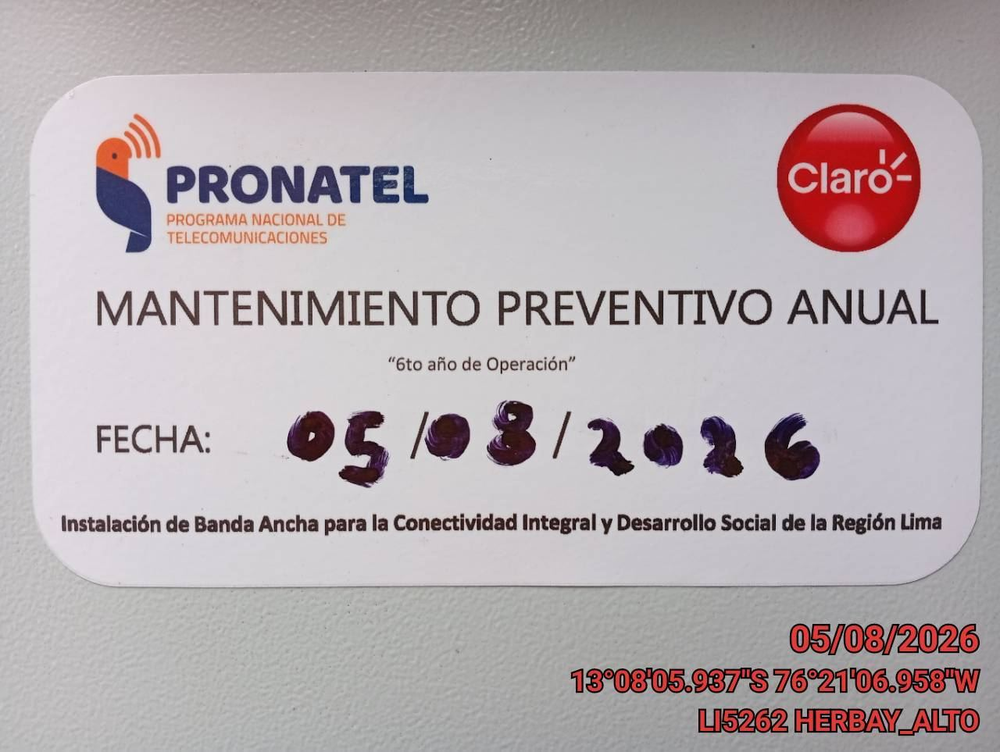 PRONATEL
PROGRAMA NACIONAL DE
TELECOMUNICACIONES
Claro
MANTENIMIENTO PREVENTIVO ANUAL
“6to año de Operación”
FECHA: 05/08/2026
Instalación de Banda Ancha para la Conectividad Integral y Desarrollo Social de la Región Lima
05/08/2026
13°08'05.937"S 76°21'06.958"W
LI5262 HERBAY_ALTO